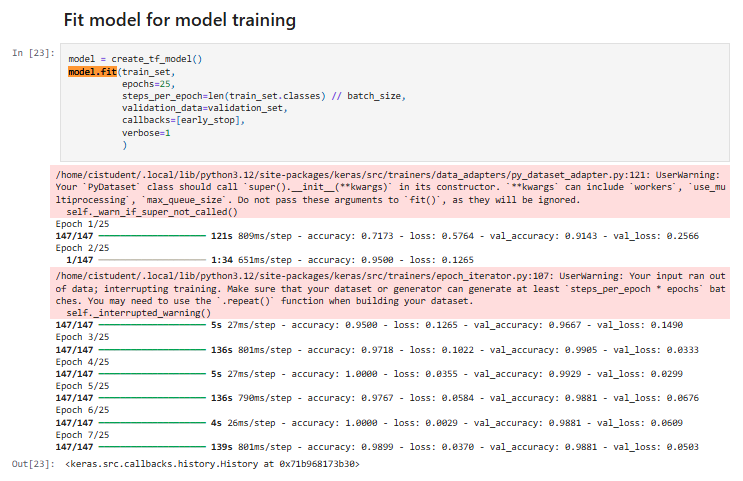 Fit model for model training
In [23]:
model = create_tf_model()
model.fit(train_set,
epochs=25,
steps_per_epoch=len(train_set.classes) // batch_size,
validation_data=validation_set,
callbacks=[early_stop],
verbose=1
)
/home/cistudent/.local/lib/python3.12/site-packages/keras/src/trainers/data_adapters/py_dataset_adapter.py:121: UserWarning:
Your `PyDataset` class should call `super().__init__(**kwargs)` in its constructor. `**kwargs` can include `workers`, `use_mu
ltiprocessing`, `max_queue_size`. Do not pass these arguments to `fit()`, as they will be ignored.
self._warn_if_super_not_called()
Epoch 1/25
147/147 ━━━━━━━━━━━━━━━━━━━━ 121s 809ms/step - accuracy: 0.7173 - loss: 0.5764 - val_accuracy: 0.9143 - val_loss: 0.2566
Epoch 2/25
1/147 ━━━━━━━━━━━━━━━━━━━━ 1:34 651ms/step - accuracy: 0.9500 - loss: 0.1265
/home/cistudent/.local/lib/python3.12/site-packages/keras/src/trainers/epoch_iterator.py:107: UserWarning: Your input ran out
of data; interrupting training. Make sure that your dataset or generator can generate at least `steps_per_epoch * epochs` bat
ches. You may need to use the `.repeat()` function when building your dataset.
self._interrupted_warning()
147/147 ━━━━━━━━━━━━━━━━━━━━ 5s 27ms/step - accuracy: 0.9500 - loss: 0.1265 - val_accuracy: 0.9667 - val_loss: 0.1490
Epoch 3/25
147/147 ━━━━━━━━━━━━━━━━━━━━ 136s 801ms/step - accuracy: 0.9718 - loss: 0.1022 - val_accuracy: 0.9905 - val_loss: 0.0333
Epoch 4/25
147/147 ━━━━━━━━━━━━━━━━━━━━ 5s 27ms/step - accuracy: 1.0000 - loss: 0.0355 - val_accuracy: 0.9929 - val_loss: 0.0299
Epoch 5/25
147/147 ━━━━━━━━━━━━━━━━━━━━ 136s 790ms/step - accuracy: 0.9767 - loss: 0.0584 - val_accuracy: 0.9881 - val_loss: 0.0676
Epoch 6/25
147/147 ━━━━━━━━━━━━━━━━━━━━ 4s 26ms/step - accuracy: 1.0000 - loss: 0.0029 - val_accuracy: 0.9881 - val_loss: 0.0609
Epoch 7/25
147/147 ━━━━━━━━━━━━━━━━━━━━ 139s 801ms/step - accuracy: 0.9899 - loss: 0.0370 - val_accuracy: 0.9881 - val_loss: 0.0503
Out[23]: <keras.src.callbacks.history.History at 0x71b968173b30>